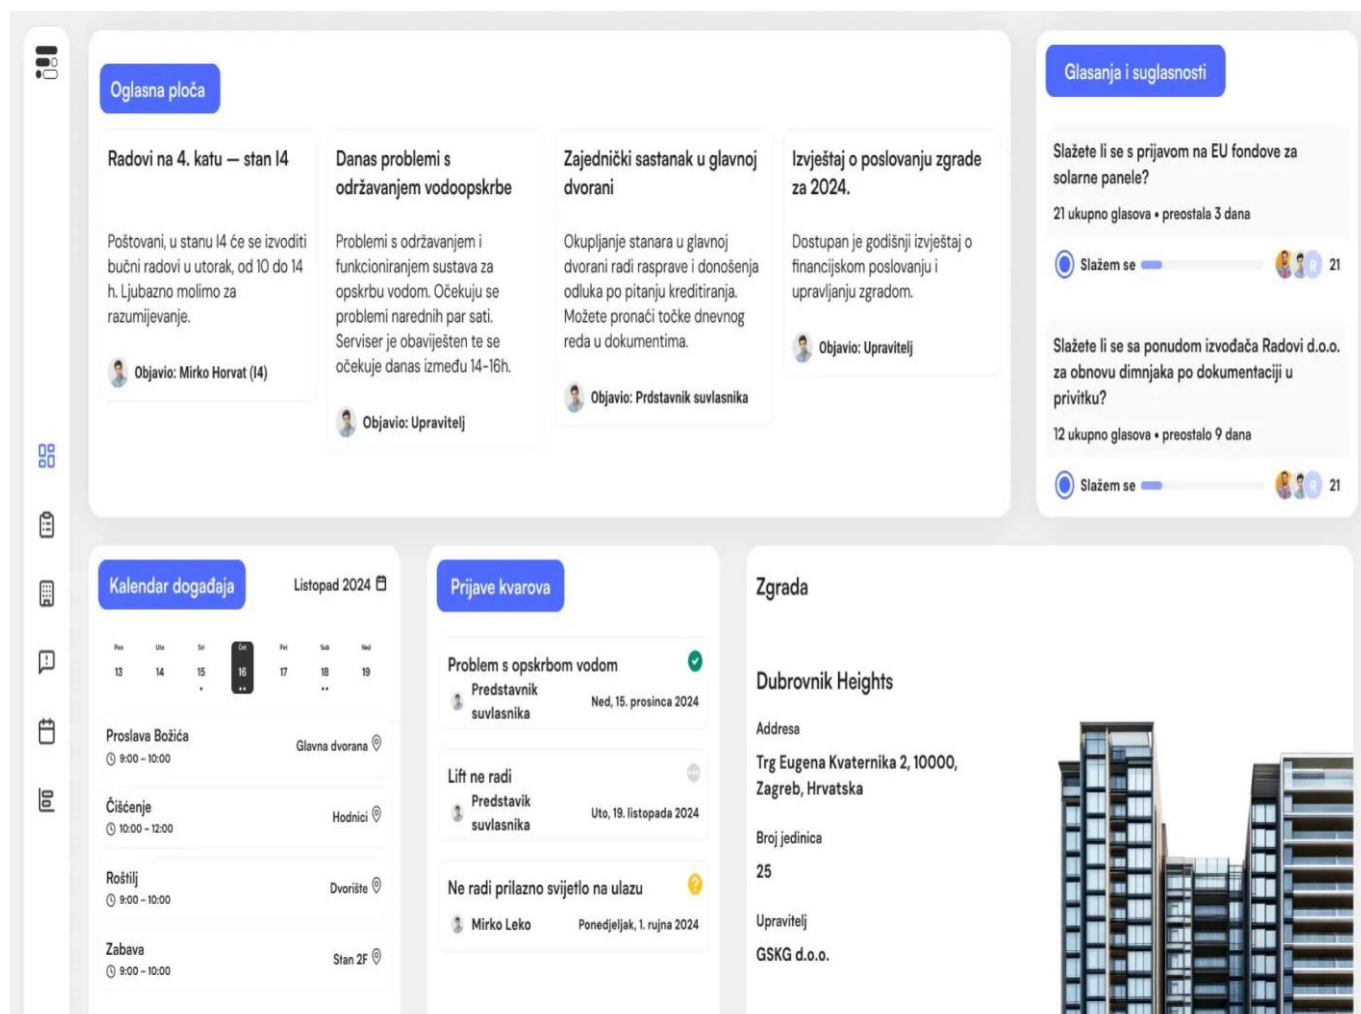 Oglasna ploča
Radovi na 4. katu — stan I4
Poštovani, u stanu I4 će se izvoditi
bučni radovi u utorak, od 10 do 14
h. Ljubazno molimo za
razumijevanje.
Objavio: Mirko Horvat (I4)
Danas problemi s
održavanjem vodoopskrbe
Problemi s održavanjem i
funkcioniranjem sustava za
opskrbu vodom. Očekuju se
problemi narednih par sati.
Serviser je obaviješten te se
očekuje danas između 14-16h.
Objavio: Upravitelj
Zajednički sastanak u glavnoj
dvorani
Okupljanje stanara u glavnoj
dvorani radi rasprave i donošenja
odluka po pitanju kreditiranja.
Možete pronaći točke dnevnog
reda u dokumentima.
Objavio: Prdstavnik suvlasnika
Izvještaj o poslovanju zgrade
za 2024.
Dostupan je godišnji izvještaj o
financijskom poslovanju i
upravljanju zgradom.
Objavio: Upravitelj
Glasanja i suglasnosti
Slažete li se s prijavom na EU fondove za
solarne panele?
21 ukupno glasova • preostala 3 dana
Slažem se R 21
Slažete li se sa ponudom izvođača Radovi d.o.o.
za obnovu dimnjaka po dokumentaciji u
privitku?
12 ukupno glasova • preostalo 9 dana
Slažem se R 21
Kalendar događaja
Listopad 2024
Pon Uto Sri Čet Pet Sub Ned
13 14 15 16 17 18 19
Proslava Božića
9:00 – 10:00
Glavna dvorana
Čišćenje
10:00 – 12:00
Hodnici
Roštilj
9:00 – 10:00
Dvorište
Zabava
9:00 – 10:00
Stan 2F
Prijave kvarova
Problem s opskrbom vodom
Predstavnik
suvlasnika
Ned, 15. prosinca 2024
Lift ne radi
Predstavik
suvlasnika
Uto, 19. listopada 2024
Ne radi prilazno svijetlo na ulazu
Mirko Leko
Ponedjeljak, 1. rujna 2024
Zgrada
Dubrovnik Heights
Addresa
Trg Eugena Kvaternika 2, 10000,
Zagreb, Hrvatska
Broj jedinica
25
Upravitelj
GSKG d.o.o.